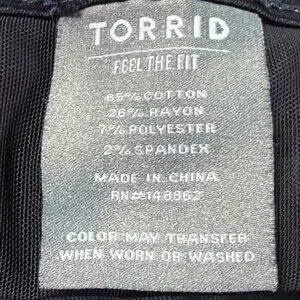 TORRID
FEEL THE FIT
65% COTTON
26% RAYON
7% POLYESTER
2% SPANDEX
MADE IN CHINA
RN# 148862
COLOR MAY TRANSFER
WHEN WORN OR WASHED